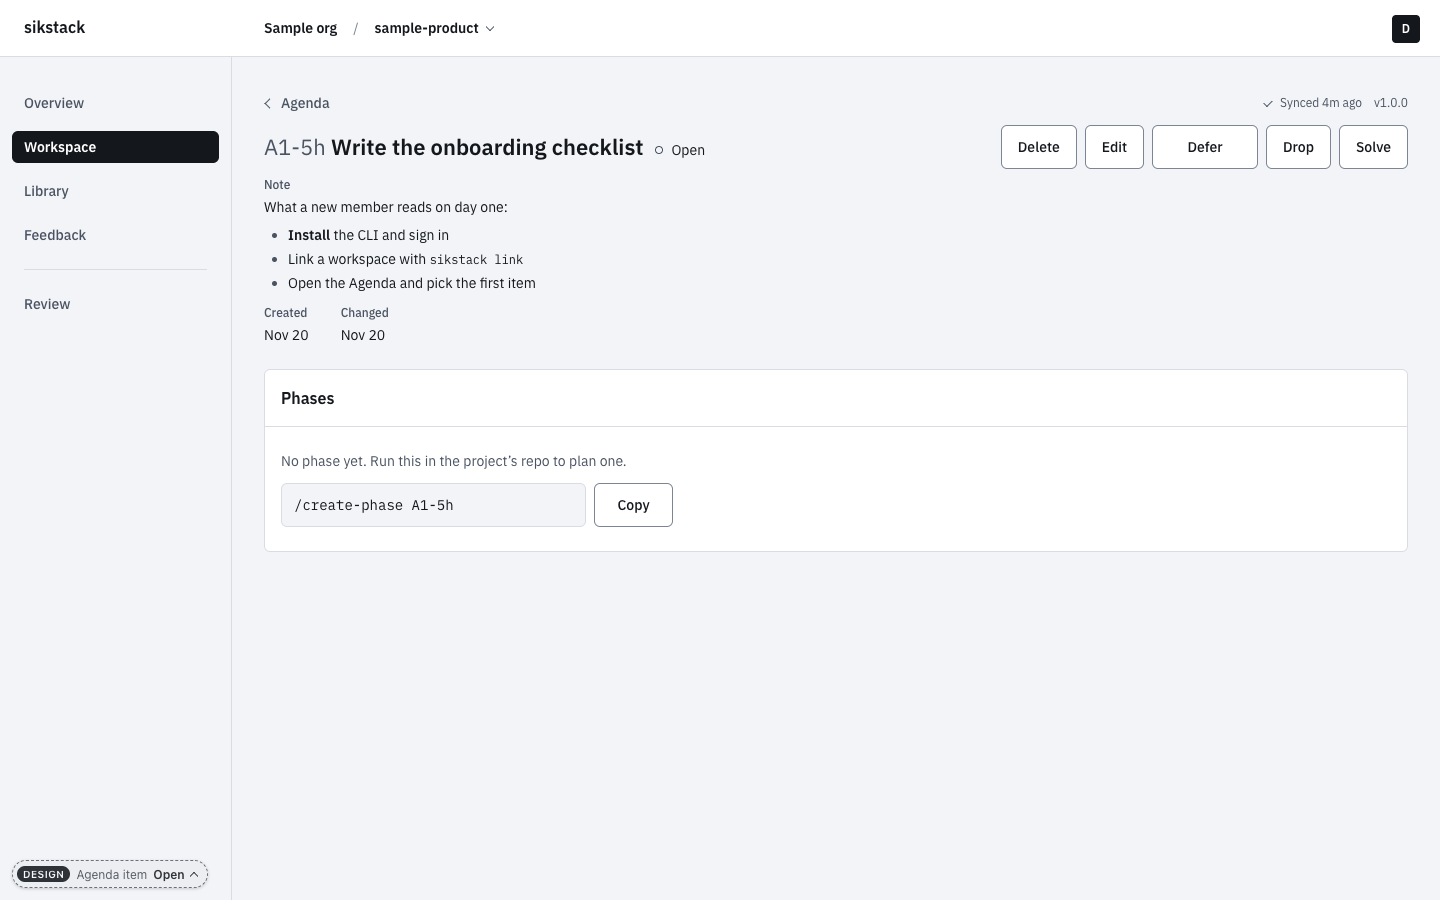 sikstack
Sample org / sample-product
D
Overview
Workspace
Library
Feedback
Review
Agenda
Synced 4m ago v1.0.0
A1-5h Write the onboarding checklist Open
Delete Edit Defer Drop Solve
Note
What a new member reads on day one:
• Install the CLI and sign in
• Link a workspace with sikstack link
• Open the Agenda and pick the first item
Created Changed
Nov 20 Nov 20
Phases
No phase yet. Run this in the project’s repo to plan one.
/create-phase A1-5h Copy
DESIGN Agenda item Open